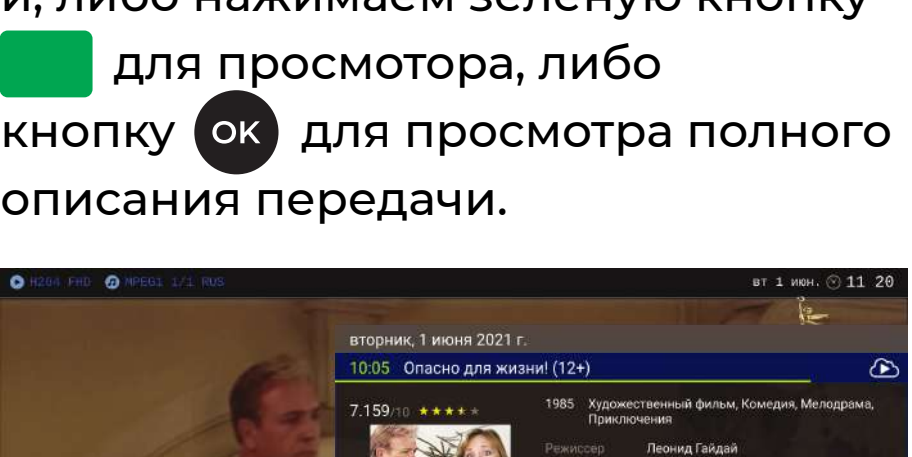 и, либо нажимаем зеленую кнопку
для просмотора, либо
кнопку OK для просмотра полного
описания передачи.
H264 FHD MPEG1 1/1 RUS
вт 1 июн. 11 20
вторник, 1 июня 2021 г.
10:05 Опасно для жизни! (12+)
7.159/10
1985 Художественный фильм, Комедия, Мелодрама,
Приключения
Режиссер Леонид Гайдай